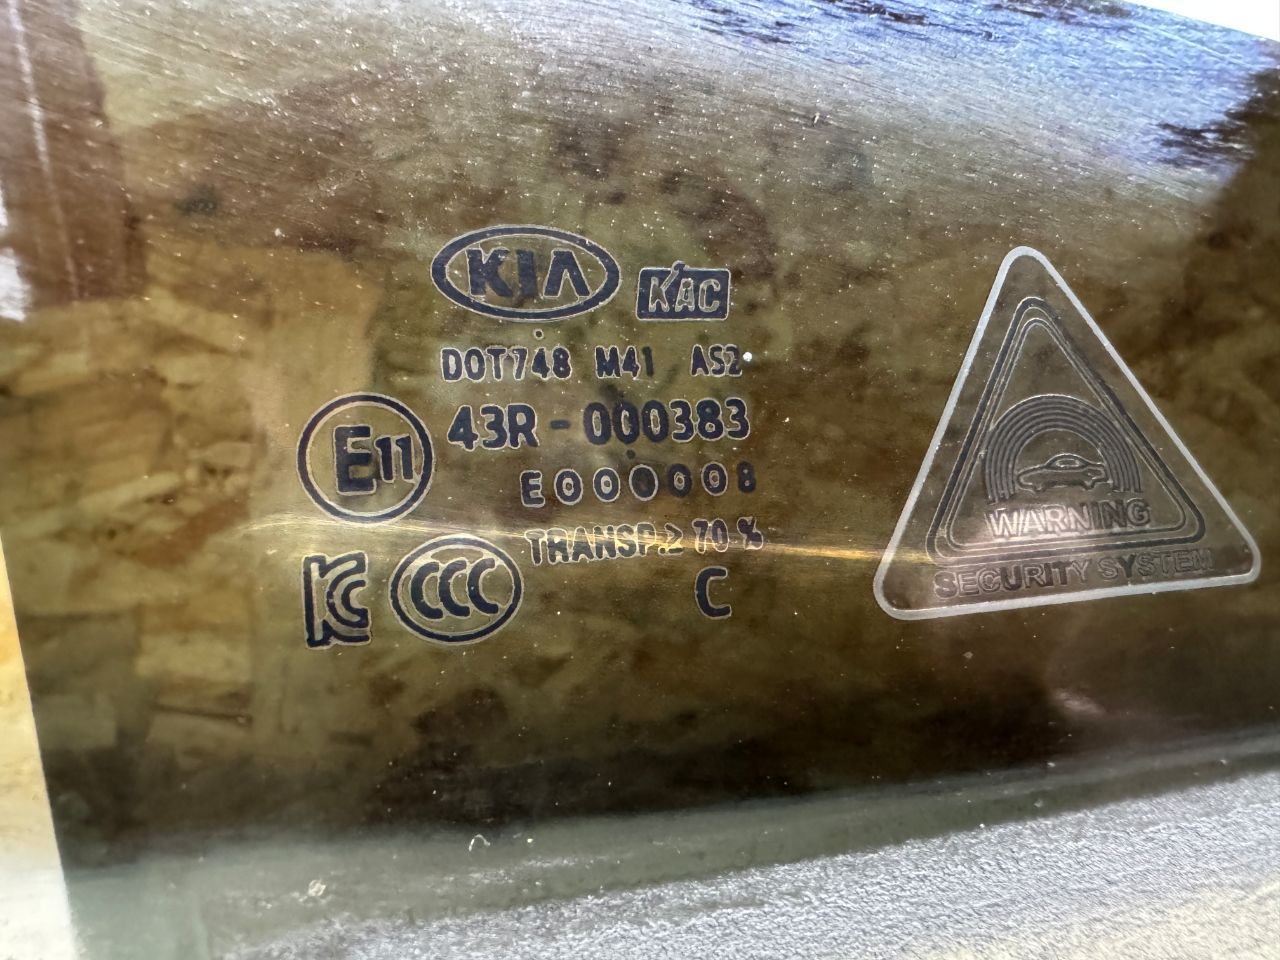 KIA KAC
DOT748 M41 AS2
E11 43R-000383
E000008
TRANSP.≥ 70 %
KC CCC C
WARNING
SECURITY SYSTEM